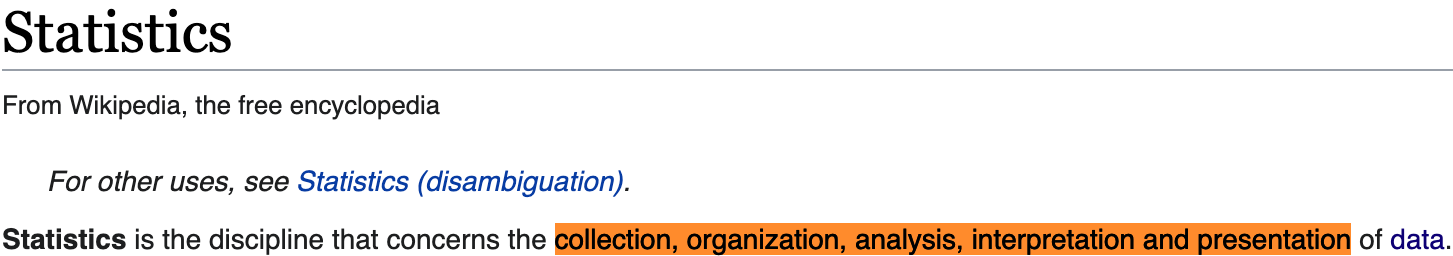 Statistics
From Wikipedia, the free encyclopedia
For other uses, see Statistics (disambiguation).
Statistics is the discipline that concerns the collection, organization, analysis, interpretation and presentation of data.